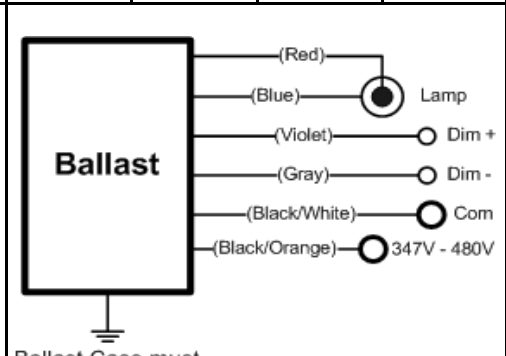 (Red)
(Blue) Lamp
(Violet) Dim +
Ballast
(Gray) Dim -
(Black/White) Com
(Black/Orange) 347V - 480V
Ballast Case must